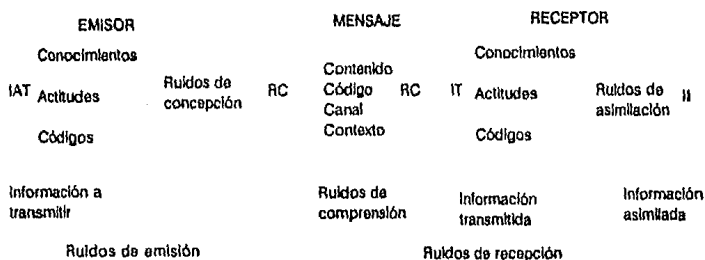 EMISOR MENSAJE RECEPTOR
Conocimientos Conocimientos
Contenido
IAT Actitudes Ruidos de concepción RC Código RC IT Actitudes Ruidos de asimilación II
Canal
Códigos Contexto Códigos
Información a transmitir Ruidos de comprensión Información transmitida Información asimilada
Ruidos de emisión Ruidos de recepción